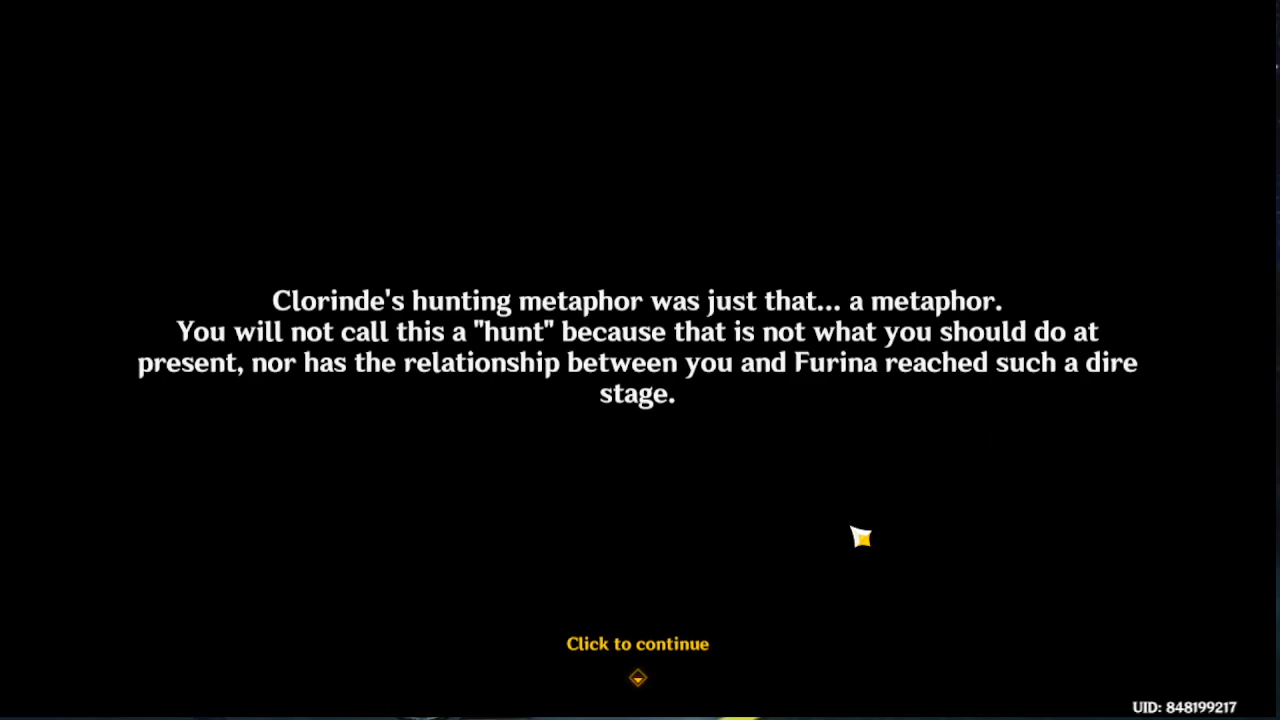 Clorinde's hunting metaphor was just that... a metaphor.
You will not call this a "hunt" because that is not what you should do at
present, nor has the relationship between you and Furina reached such a dire
stage.
Click to continue
UID: 848199217